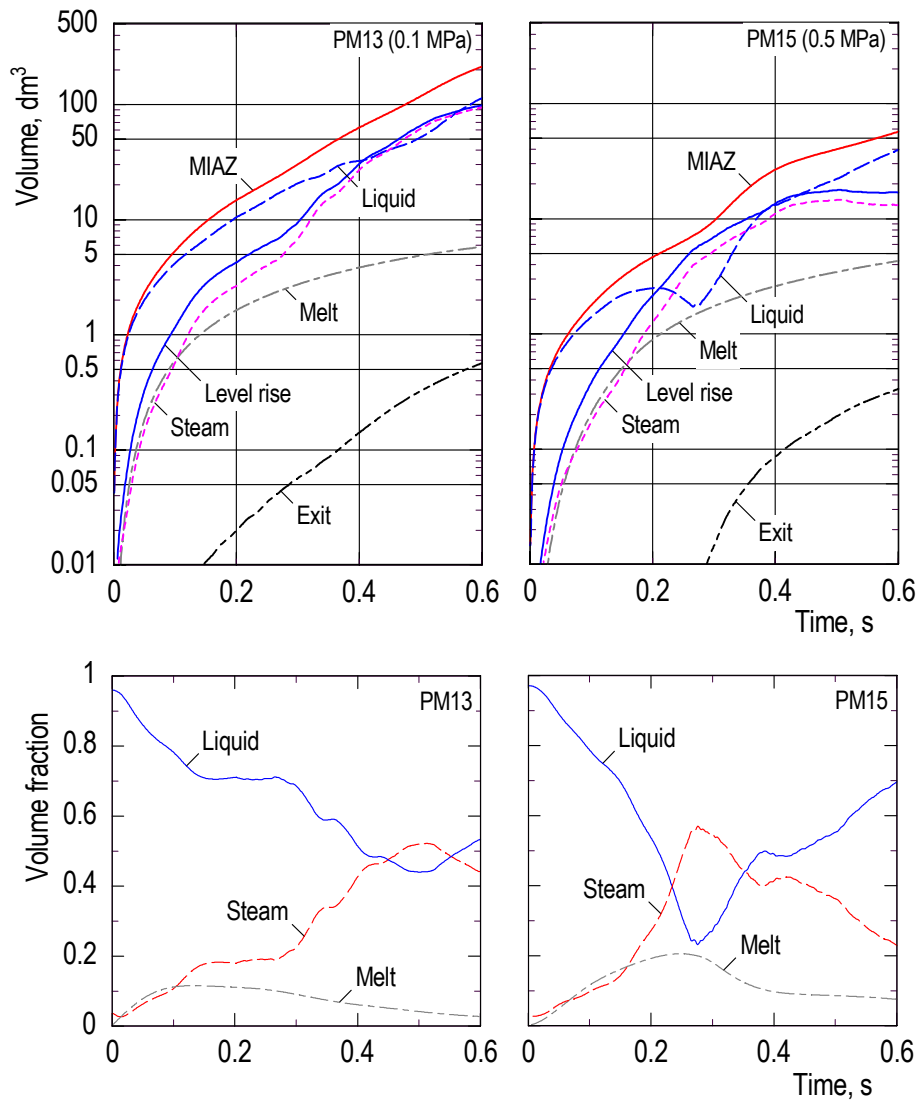 PM13 (0.1 MPa)
Volume, dm³
500
100
50
10
5
1
0.5
0.1
0.05
0.01
MIAZ
Liquid
Melt
Level rise
Steam
Exit
0
0.2
0.4
0.6
PM15 (0.5 MPa)
MIAZ
Liquid
Melt
Level rise
Steam
Exit
0
0.2
0.4
0.6
Time, s
PM13
Volume fraction
1
0.8
0.6
0.4
0.2
0
Liquid
Steam
Melt
0
0.2
0.4
0.6
PM15
Liquid
Steam
Melt
0
0.2
0.4
0.6
Time, s